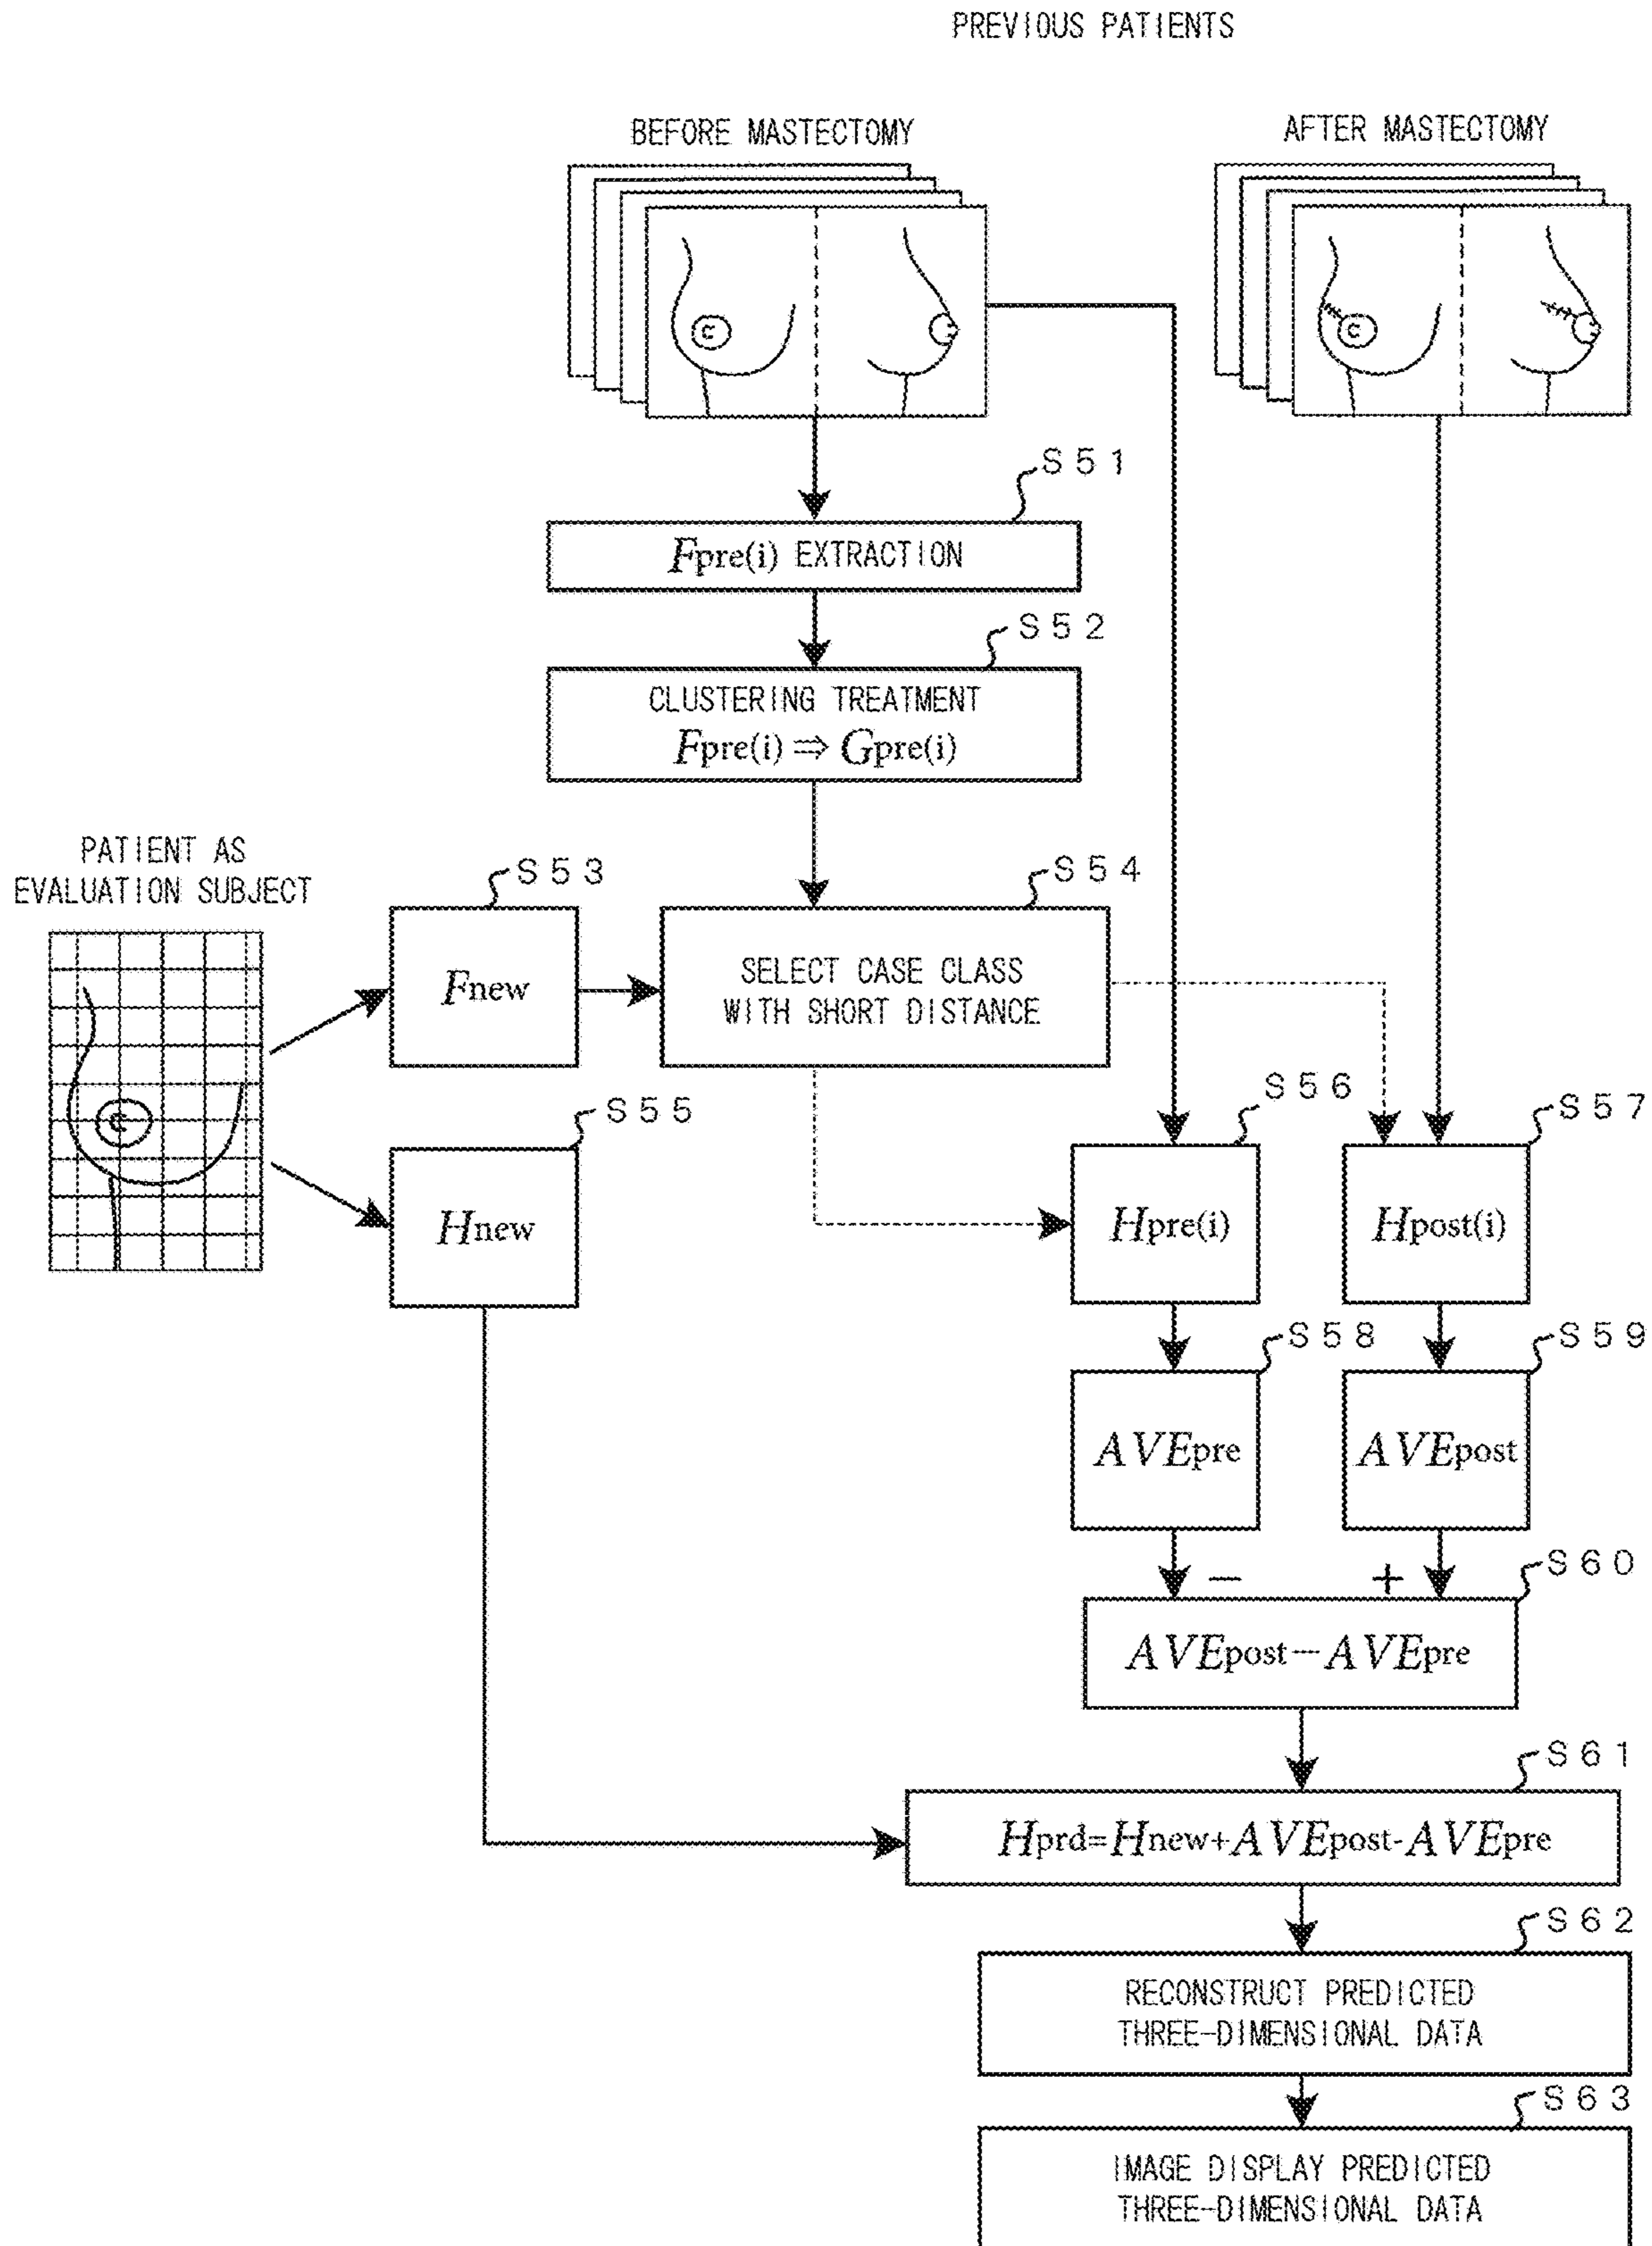 PREVIOUS PATIENTS
BEFORE MASTECTOMY
AFTER MASTECTOMY
S51
Fpre(i) EXTRACTION
S52
CLUSTERING TREATMENT
Fpre(i) ⇒ Gpre(i)
PATIENT AS
EVALUATION SUBJECT
S53
Fnew
S54
SELECT CASE CLASS
WITH SHORT DISTANCE
S55
Hnew
S56
Hpre(i)
S57
Hpost(i)
S58
AVEpre
S59
AVEpost
− +
S60
AVEpost−AVEpre
S61
Hprd=Hnew+AVEpost-AVEpre
S62
RECONSTRUCT PREDICTED
THREE-DIMENSIONAL DATA
S63
IMAGE DISPLAY PREDICTED
THREE-DIMENSIONAL DATA